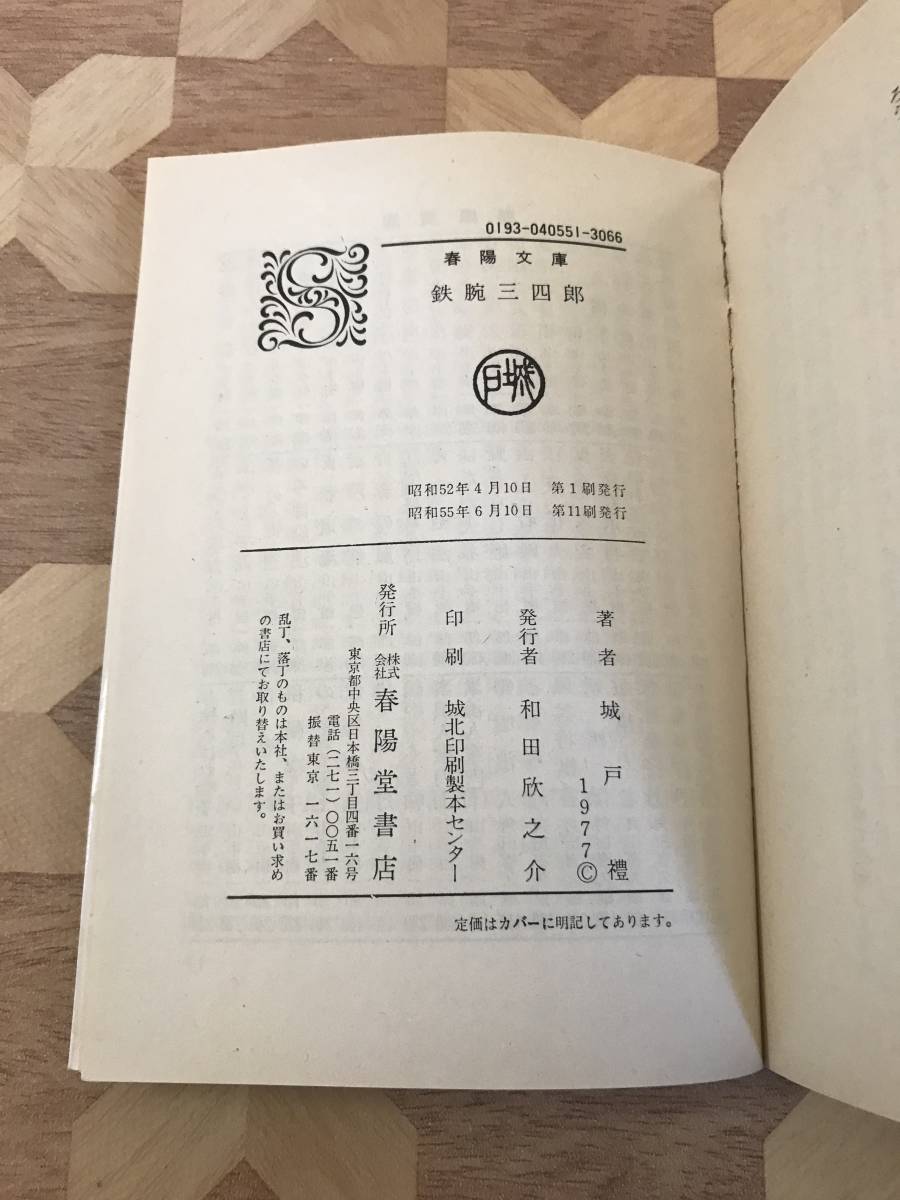 0193-040551-3066
春陽文庫
鉄腕三四郎
城戸
昭和52年4月10日　第1刷発行
昭和55年6月10日　第11刷発行
著者　城戸禮
1977©
発行者　和田欣之介
印刷　城北印刷製本センター
発行所　株式会社　春陽堂書店
東京都中央区日本橋三丁目四番一六号
電話(二七一)〇〇五一番
振替東京　一六一七番
乱丁、落丁のものは本社、またはお買い求め
の書店にてお取り替えいたします。
定価はカバーに明記してあります。